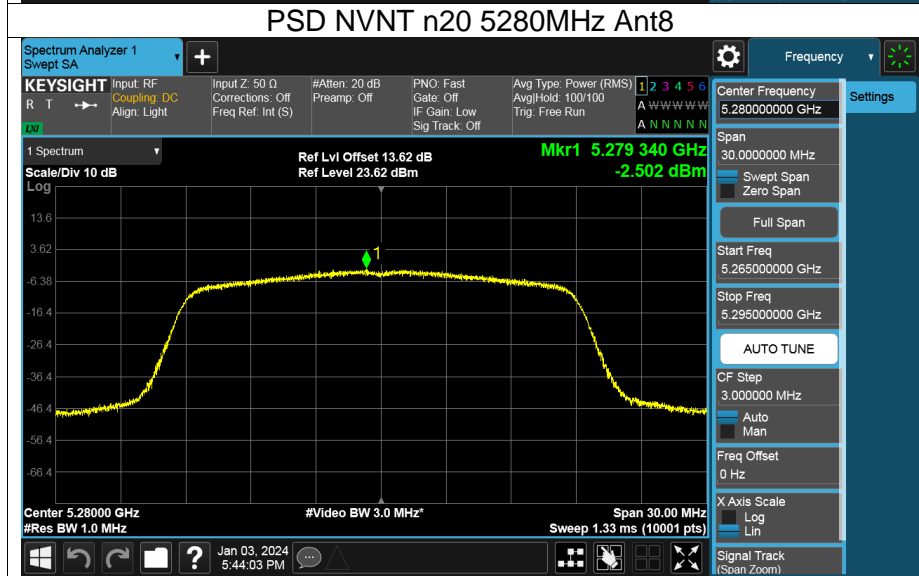 PSD NVNT n20 5280MHz Ant8
Spectrum Analyzer 1
Swept SA
+
Frequency
KEYSIGHT
R T
LXI
Input: RF
Coupling: DC
Align: Light
Input Z: 50 Ω
Corrections: Off
Freq Ref: Int (S)
#Atten: 20 dB
Preamp: Off
PNO: Fast
Gate: Off
IF Gain: Low
Sig Track: Off
Avg Type: Power (RMS)
Avg|Hold: 100/100
Trig: Free Run
1 2 3 4 5 6
A W W W W W
A N N N N N
1 Spectrum
Scale/Div 10 dB
Log
Ref Lvl Offset 13.62 dB
Ref Level 23.62 dBm
Mkr1 5.279 340 GHz
-2.502 dBm
13.6
3.62
-6.38
-16.4
-26.4
-36.4
-46.4
-56.4
-66.4
1
Center 5.28000 GHz
#Res BW 1.0 MHz
#Video BW 3.0 MHz*
Span 30.00 MHz
Sweep 1.33 ms (10001 pts)
?
Jan 03, 2024
5:44:03 PM
Center Frequency
5.280000000 GHz
Span
30.0000000 MHz
Swept Span
Zero Span
Full Span
Start Freq
5.265000000 GHz
Stop Freq
5.295000000 GHz
AUTO TUNE
CF Step
3.000000 MHz
Auto
Man
Freq Offset
0 Hz
X Axis Scale
Log
Lin
Signal Track
(Span Zoom)
Settings